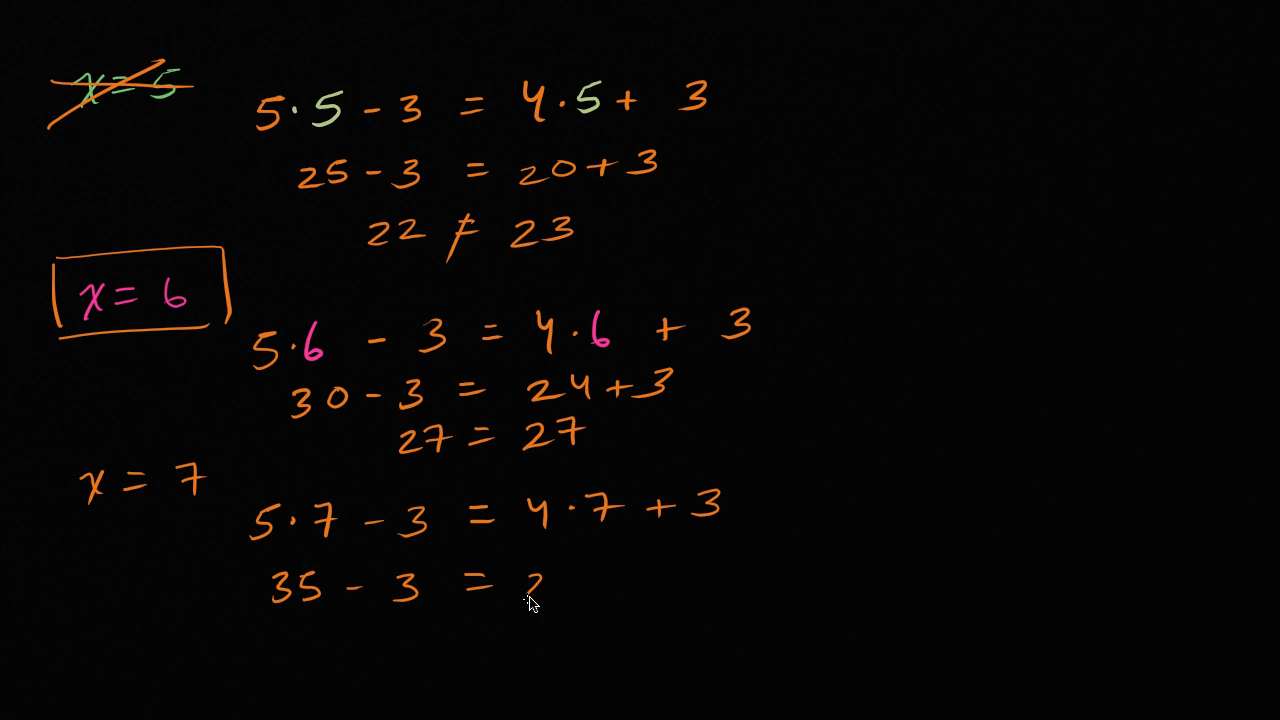 x = 5
5 · 5 - 3 = 4 · 5 + 3
25 - 3 = 20 + 3
22 ≠ 23
x = 6
5 · 6 - 3 = 4 · 6 + 3
30 - 3 = 24 + 3
27 = 27
x = 7
5 · 7 - 3 = 4 · 7 + 3
35 - 3 = 2